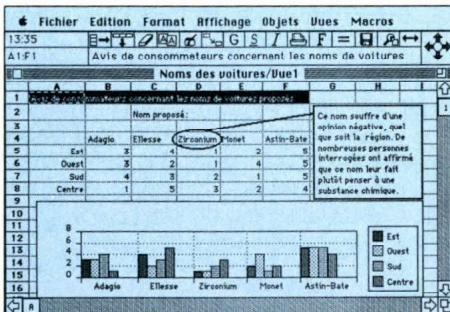 Fichier Edition Format Affichage Objets Vues Macros
13:35 G S I F =
A1:F1 Avis de consommateurs concernant les noms de voitures
Noms des voitures/Vue1
A B C D E F G H
1 Avis de consommateurs concernant les noms de voitures proposés
2 Nom proposé:
3
4 Adagio Ellesse Zirconium Monet Astin-Bate
5 Est 3 4 1 2 5
6 Ouest 3 2 1 4 5
7 Sud 4 3 2 1 5
8 Centre 1 5 3 2 4
Ce nom souffre d'une
opinion négative, quel
que soit la région. De
nombreuses personnes
interrogées ont affirmé
que ce nom leur fait
plutôt penser à une
substance chimique.
1
9
10
11
12
13
14
15
16
8
6
4
2
0
Adagio Ellesse Zirconium Monet Astin-Bate
Est
Ouest
Sud
Centre
A